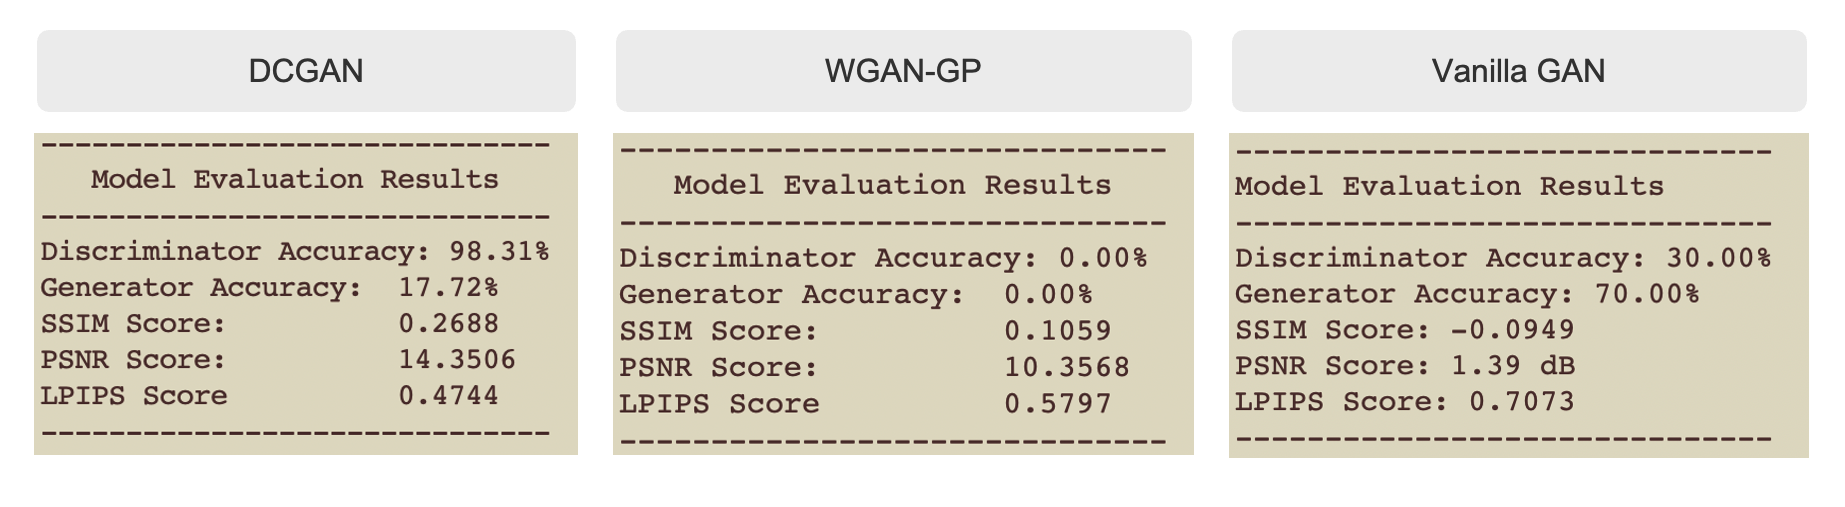 DCGAN
------------------------------
Model Evaluation Results
------------------------------
Discriminator Accuracy: 98.31%
Generator Accuracy:  17.72%
SSIM Score:          0.2688
PSNR Score:          14.3506
LPIPS Score          0.4744
------------------------------
WGAN-GP
------------------------------
Model Evaluation Results
------------------------------
Discriminator Accuracy: 0.00%
Generator Accuracy:  0.00%
SSIM Score:          0.1059
PSNR Score:          10.3568
LPIPS Score          0.5797
------------------------------
Vanilla GAN
------------------------------
Model Evaluation Results
------------------------------
Discriminator Accuracy: 30.00%
Generator Accuracy: 70.00%
SSIM Score: -0.0949
PSNR Score: 1.39 dB
LPIPS Score: 0.7073
------------------------------